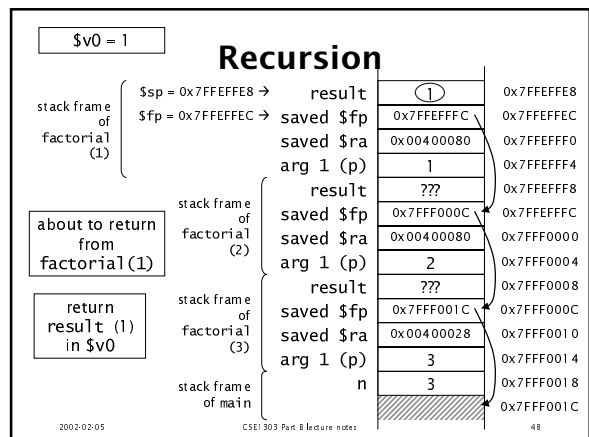 $v0 = 1
Recursion
$sp = 0x7FFEFFE8 → result 1 0x7FFEFFE8
$fp = 0x7FFEFFEC → saved $fp 0x7FFEFFFC 0x7FFEFFEC
stack frame of factorial (1)
saved $ra 0x00400080 0x7FFEFFF0
arg 1 (p) 1 0x7FFEFFF4
result ??? 0x7FFEFFF8
stack frame of factorial (2)
saved $fp 0x7FFF000C 0x7FFEFFFC
saved $ra 0x00400080 0x7FFF0000
arg 1 (p) 2 0x7FFF0004
about to return
from
factorial(1)
result ??? 0x7FFF0008
stack frame of factorial (3)
saved $fp 0x7FFF001C 0x7FFF000C
saved $ra 0x00400028 0x7FFF0010
arg 1 (p) 3 0x7FFF0014
return
result (1)
in $v0
stack frame of main
n 3 0x7FFF0018
0x7FFF001C
2002-02-05 CSE1303 Part B lecture notes 48